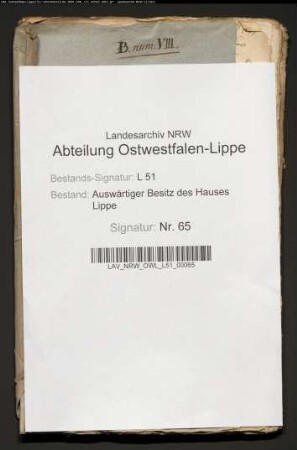 B. num: VIII.
Landesarchiv NRW
Abteilung Ostwestfalen-Lippe
Bestands-Signatur: L 51
Bestand: Auswärtiger Besitz des Hauses
Lippe
Signatur: Nr. 65
LAV_NRW_OWL_L51_00065